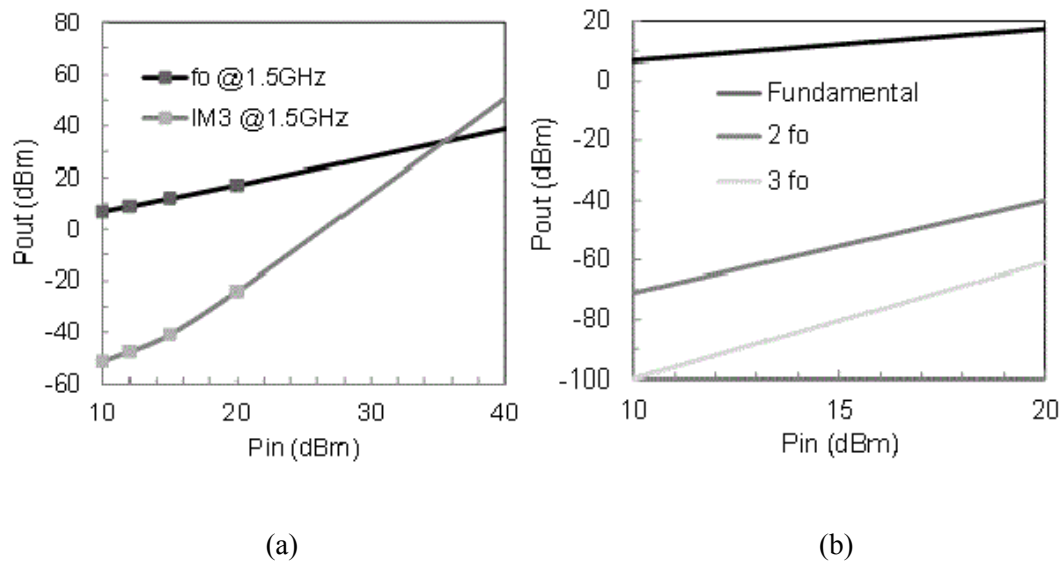 80
60
40
20
0
-20
-40
-60
Pout (dBm)
fo @1.5GHz
IM3 @1.5GHz
10 20 30 40
Pin (dBm)
(a)
20
0
-20
-40
-60
-80
-100
Pout (dBm)
Fundamental
2 fo
3 fo
10 15 20
Pin (dBm)
(b)